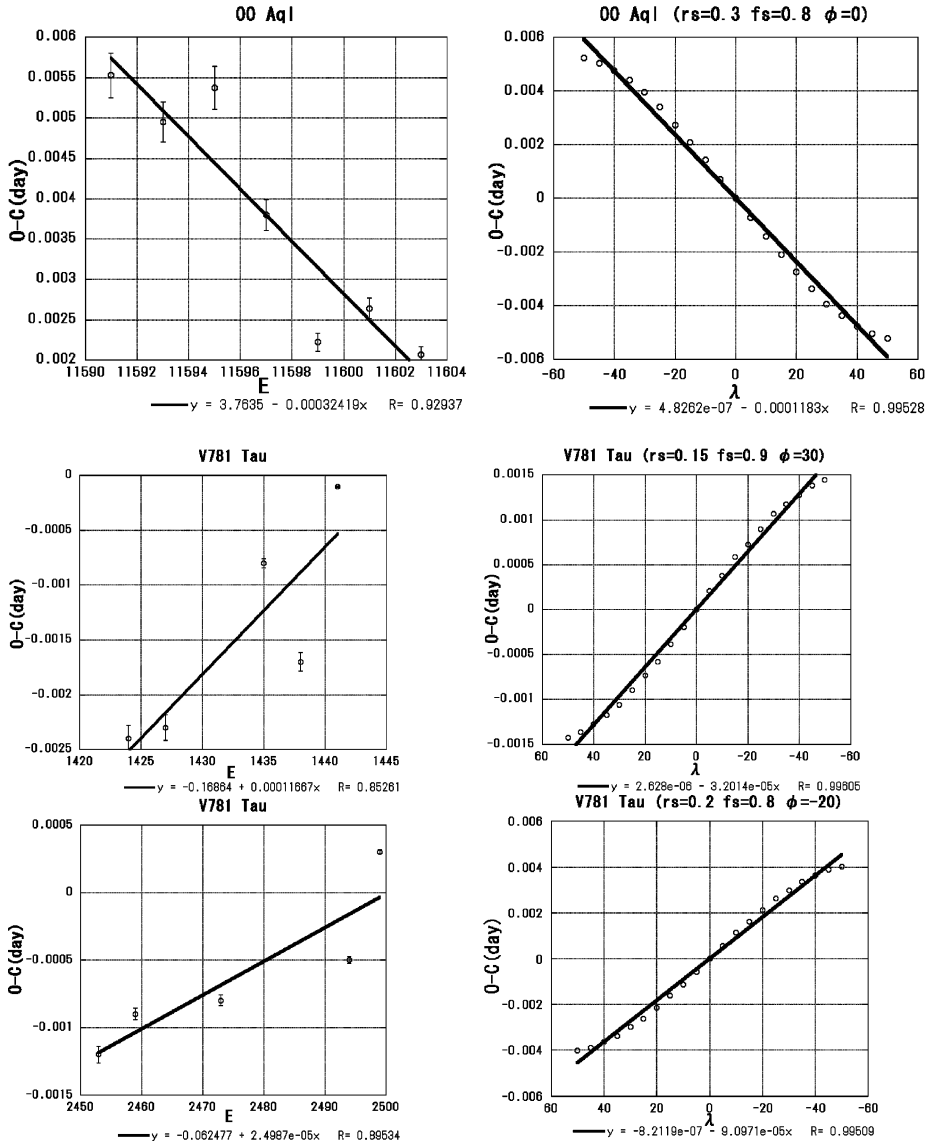 OO Aql
O-C(day)
0.006
0.0055
0.005
0.0045
0.004
0.0035
0.003
0.0025
0.002
11590 11592 11594 11596 11598 11600 11602 11604
E
y = 3.7635 - 0.00032419x R= 0.92937
OO Aql (rs=0.3 fs=0.8 φ=0)
O-C(day)
0.006
0.004
0.002
0
-0.002
-0.004
-0.006
-60 -40 -20 0 20 40 60
λ
y = 4.8262e-07 - 0.0001183x R= 0.99528
V781 Tau
O-C(day)
0
-0.0005
-0.001
-0.0015
-0.002
-0.0025
1420 1425 1430 1435 1440 1445
E
y = -0.16864 + 0.00011667x R= 0.85261
V781 Tau (rs=0.15 fs=0.9 φ=30)
O-C(day)
0.0015
0.001
0.0005
0
-0.0005
-0.001
-0.0015
60 40 20 0 -20 -40 -60
λ
y = 2.628e-06 - 3.2014e-05x R= 0.99605
V781 Tau
O-C(day)
0.0005
0
-0.0005
-0.001
-0.0015
2450 2460 2470 2480 2490 2500
E
y = -0.062477 + 2.4987e-05x R= 0.89534
V781 Tau (rs=0.2 fs=0.8 φ=-20)
O-C(day)
0.006
0.004
0.002
0
-0.002
-0.004
-0.006
60 40 20 0 -20 -40 -60
λ
y = -8.2119e-07 - 9.0971e-05x R= 0.99509